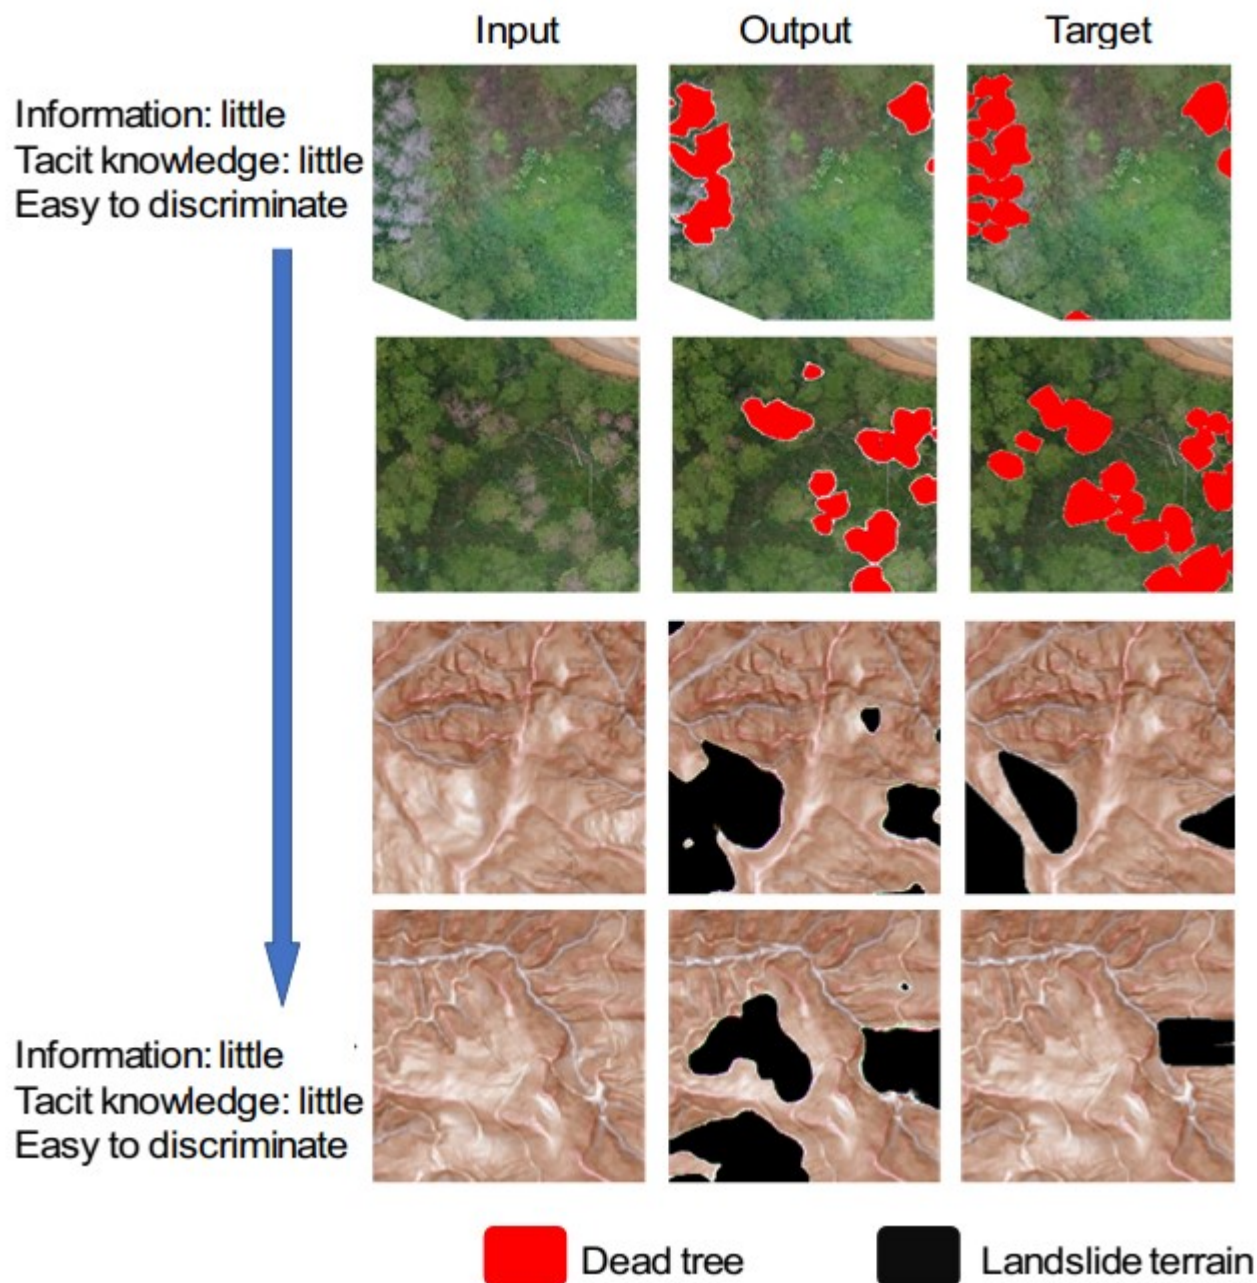 Input Output Target
Information: little
Tacit knowledge: little
Easy to discriminate
Information: little
Tacit knowledge: little
Easy to discriminate
Dead tree Landslide terrain